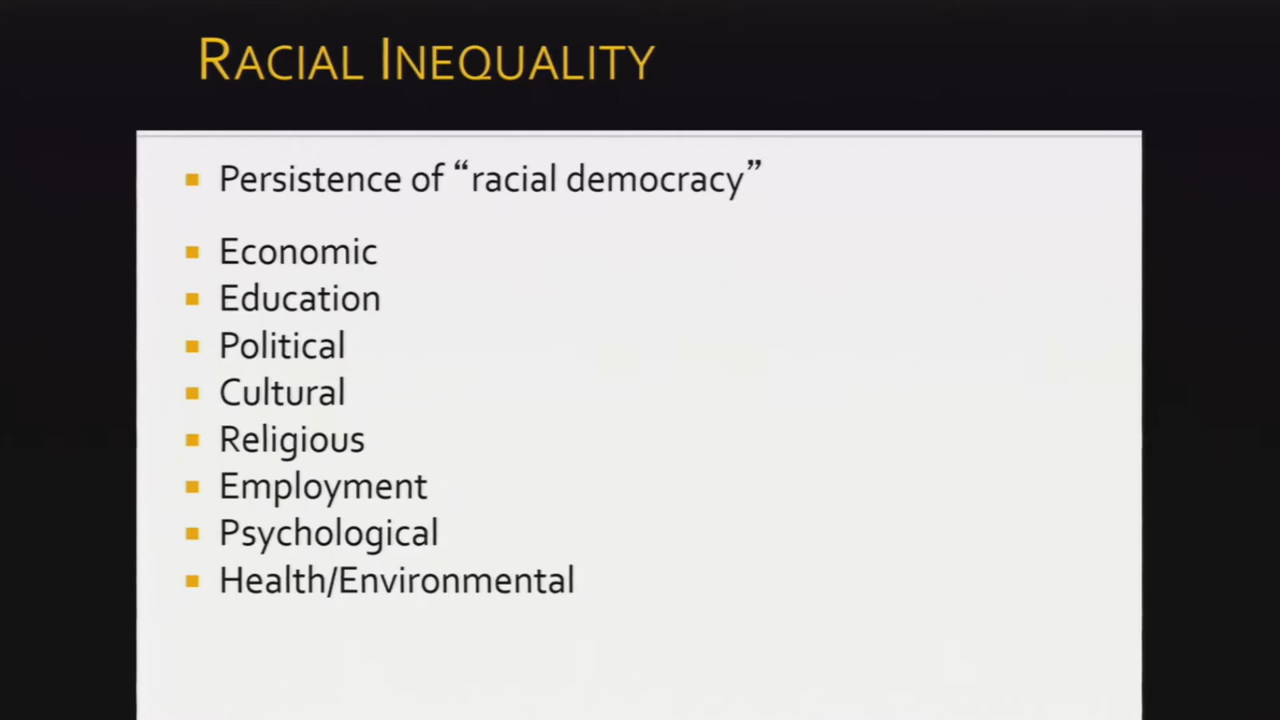 RACIAL INEQUALITY
Persistence of “racial democracy”
Economic
Education
Political
Cultural
Religious
Employment
Psychological
Health/Environmental